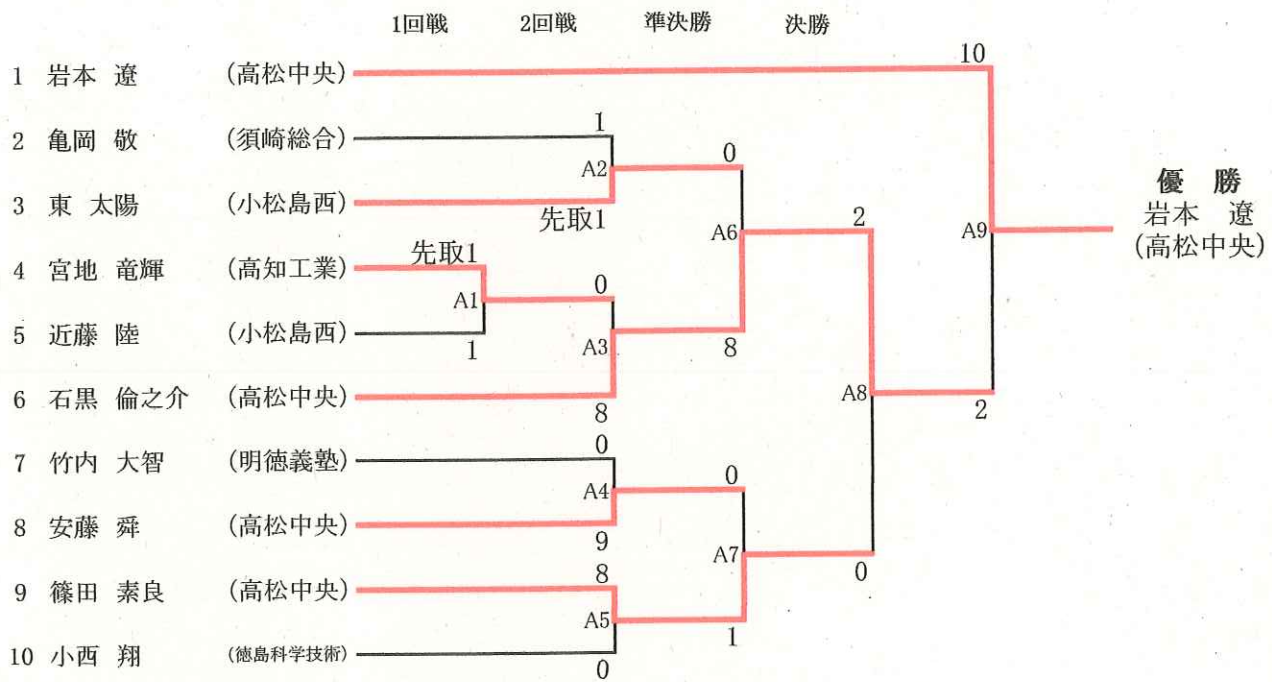 1回戦 2回戦 準決勝 決勝
10
1 岩本 遼 (高松中央)
1
2 亀岡 敬 (須崎総合)
0
A2
優 勝
3 東 太陽 (小松島西)
岩本 遼
先取1
2
A6
A9
(高松中央)
先取1
4 宮地 竜輝 (高知工業)
0
A1
5 近藤 陸 (小松島西)
1
A3
8
6 石黒 倫之介 (高松中央)
A8
8
2
0
7 竹内 大智 (明徳義塾)
0
A4
8 安藤 舜 (高松中央)
9
A7
8
0
9 篠田 素良 (高松中央)
A5
1
10 小西 翔 (徳島科学技術)
0